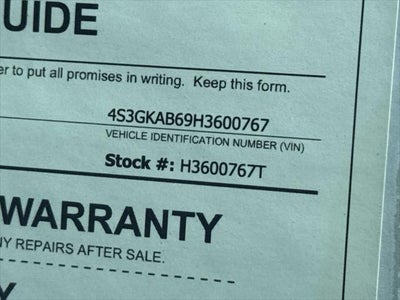 UIDE
er to put all promises in writing. Keep this form.
4S3GKAB69H3600767
VEHICLE IDENTIFICATION NUMBER (VIN)
Stock #: H3600767T
WARRANTY
NY REPAIRS AFTER SALE.
Y